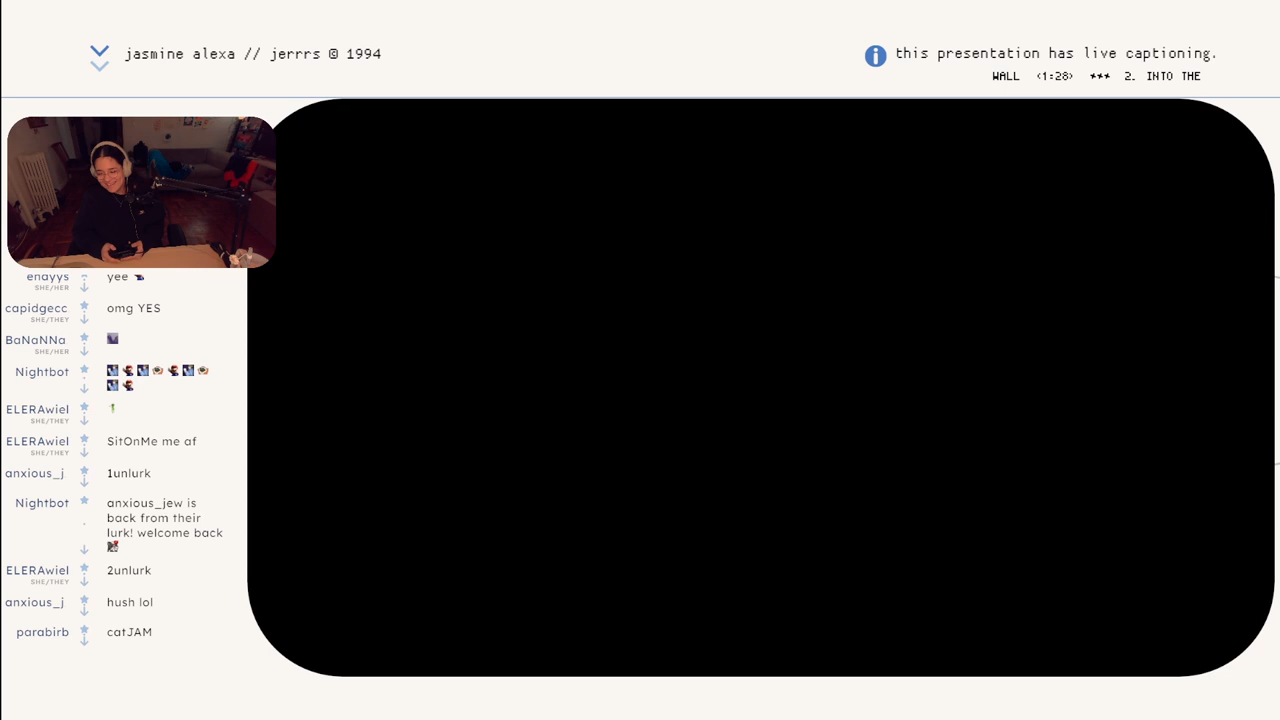 jasmine alexa // jerrrs © 1994
this presentation has live captioning.
WALL <1:28> *** 2. INTO THE
enayys yee
SHE/HER
capidgecc omg YES
SHE/THEY
BaNaNNa
SHE/HER
Nightbot
ELERAwiel
SHE/THEY
ELERAwiel SitOnMe me af
SHE/THEY
anxious_j 1unlurk
Nightbot anxious_jew is
back from their
lurk! welcome back
ELERAwiel 2unlurk
SHE/THEY
anxious_j hush lol
parabirb catJAM